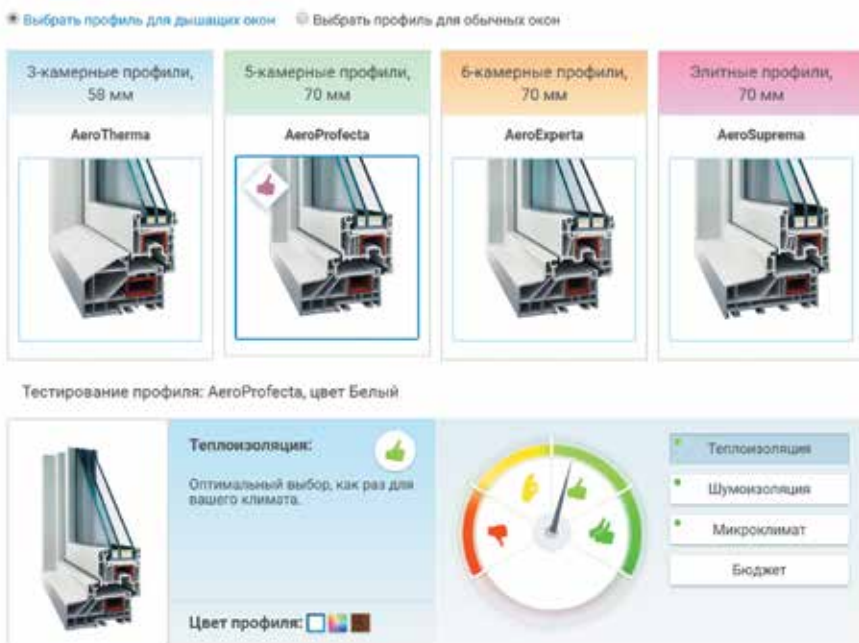 Выбрать профиль для дышащих окон Выбрать профиль для обычных окон
3-камерные профили, 58 мм
AeroTherma
5-камерные профили, 70 мм
AeroProfecta
6-камерные профили, 70 мм
AeroExperta
Элитные профили, 70 мм
AeroSuprema
Тестирование профиля: AeroProfecta, цвет Белый
Теплоизоляция:
Оптимальный выбор, как раз для
вашего климата.
Цвет профиля:
Теплоизоляция
Шумоизоляция
Микроклимат
Бюджет